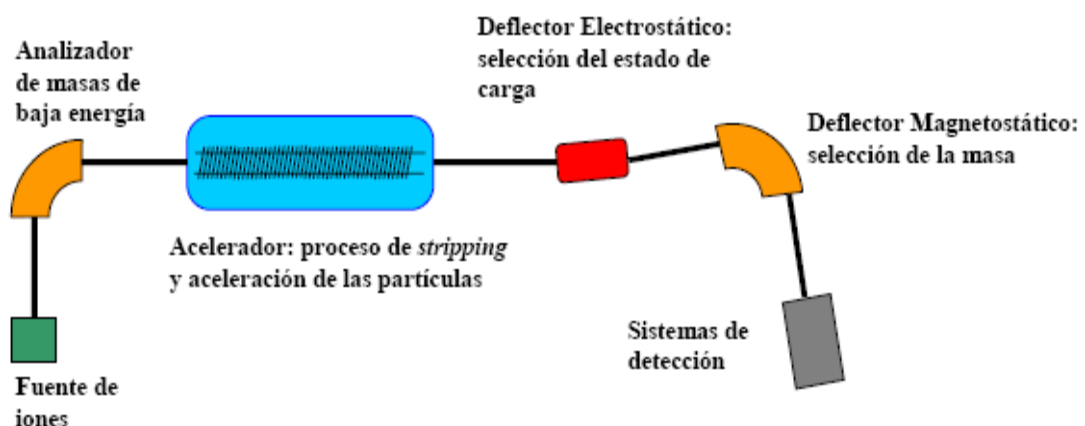 Analizador
de masas de
baja energía
Deflector Electrostático:
selección del estado de
carga
Deflector Magnetostático:
selección de la masa
Acelerador: proceso de stripping
y aceleración de las partículas
Sistemas de
detección
Fuente de
iones